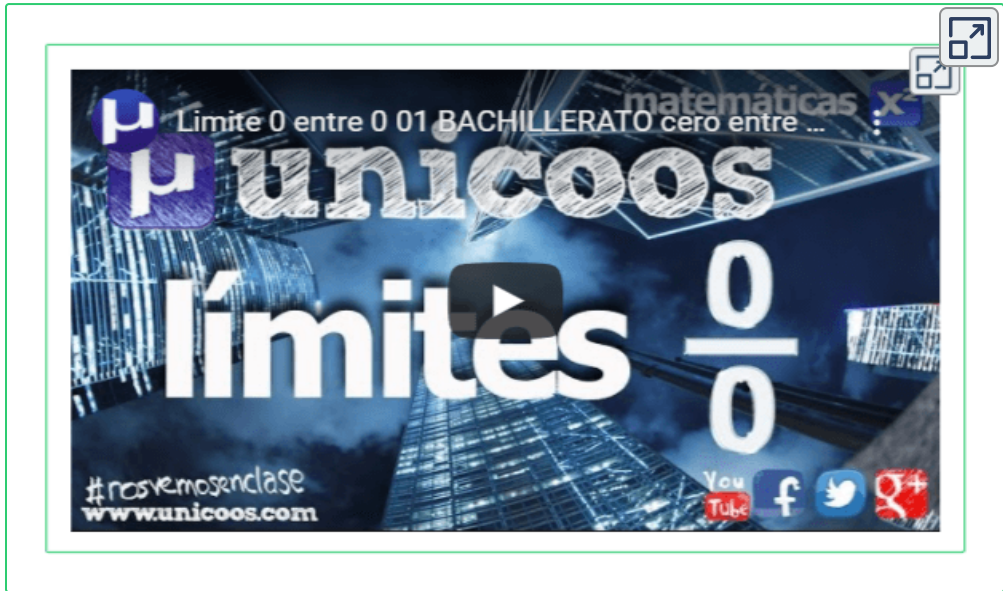 matemáticas x²
µ Limite 0 entre 0 01 BACHILLERATO cero entre ...
µ unicoos
límites
0
0
#nosvemosenclase
www.unicoos.com
You
Tube
f
g+